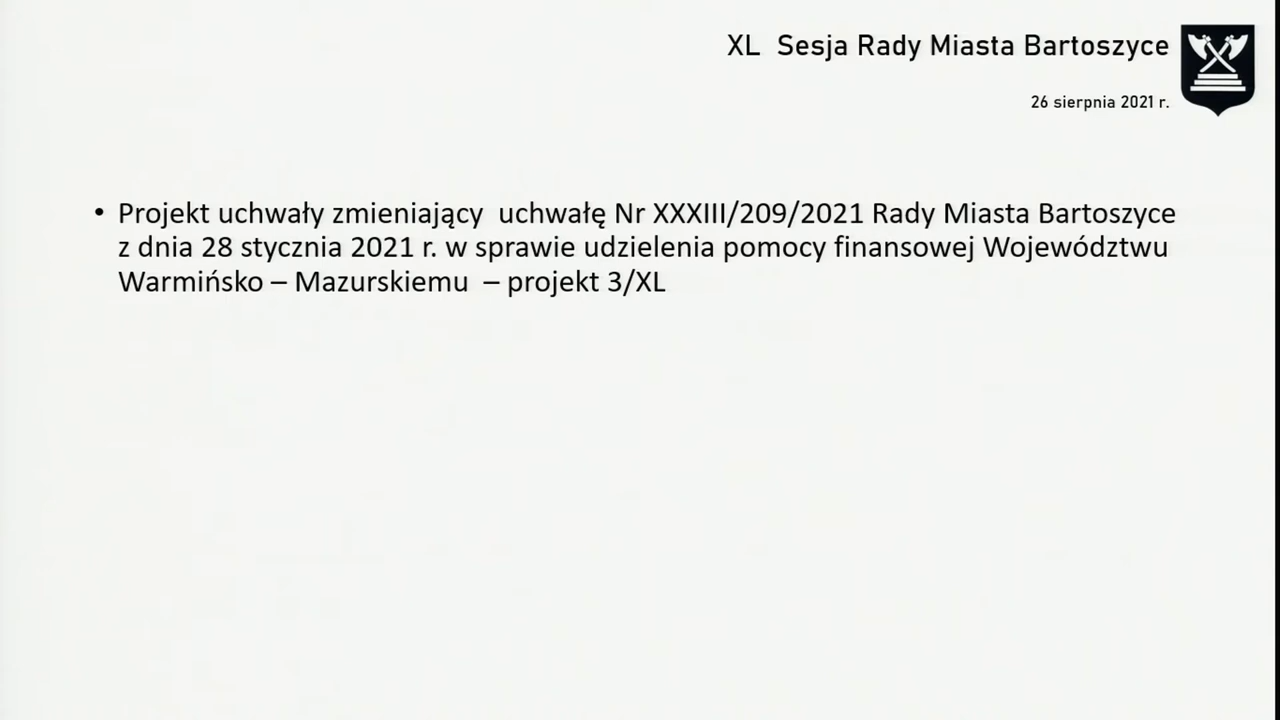 XL Sesja Rady Miasta Bartoszyce
26 sierpnia 2021 r.
• Projekt uchwały zmieniający uchwałę Nr XXXIII/209/2021 Rady Miasta Bartoszyce
z dnia 28 stycznia 2021 r. w sprawie udzielenia pomocy finansowej Województwu
Warmińsko – Mazurskiemu – projekt 3/XL